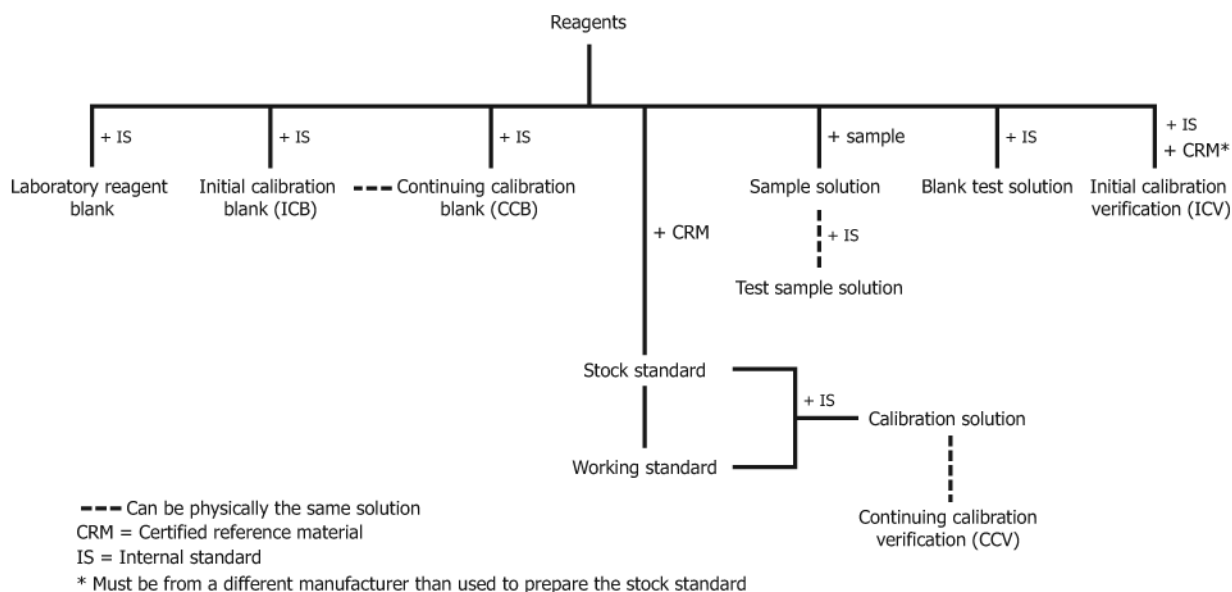 Reagents
+ IS
+ IS
+ IS
+ sample
+ IS
+ IS
+ CRM*
Laboratory reagent
blank
Initial calibration
blank (ICB)
Continuing calibration
blank (CCB)
Sample solution
Blank test solution
Initial calibration
verification (ICV)
+ CRM
+ IS
Test sample solution
Stock standard
+ IS
Calibration solution
Working standard
Continuing calibration
verification (CCV)
Can be physically the same solution
CRM = Certified reference material
IS = Internal standard
* Must be from a different manufacturer than used to prepare the stock standard